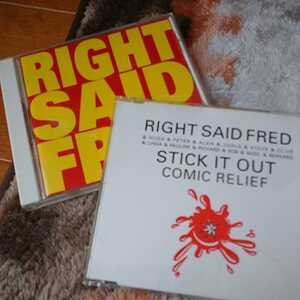 RIGHT
SAID
FR
RIGHT SAID FRED
STICK IT OUT
COMIC RELIEF